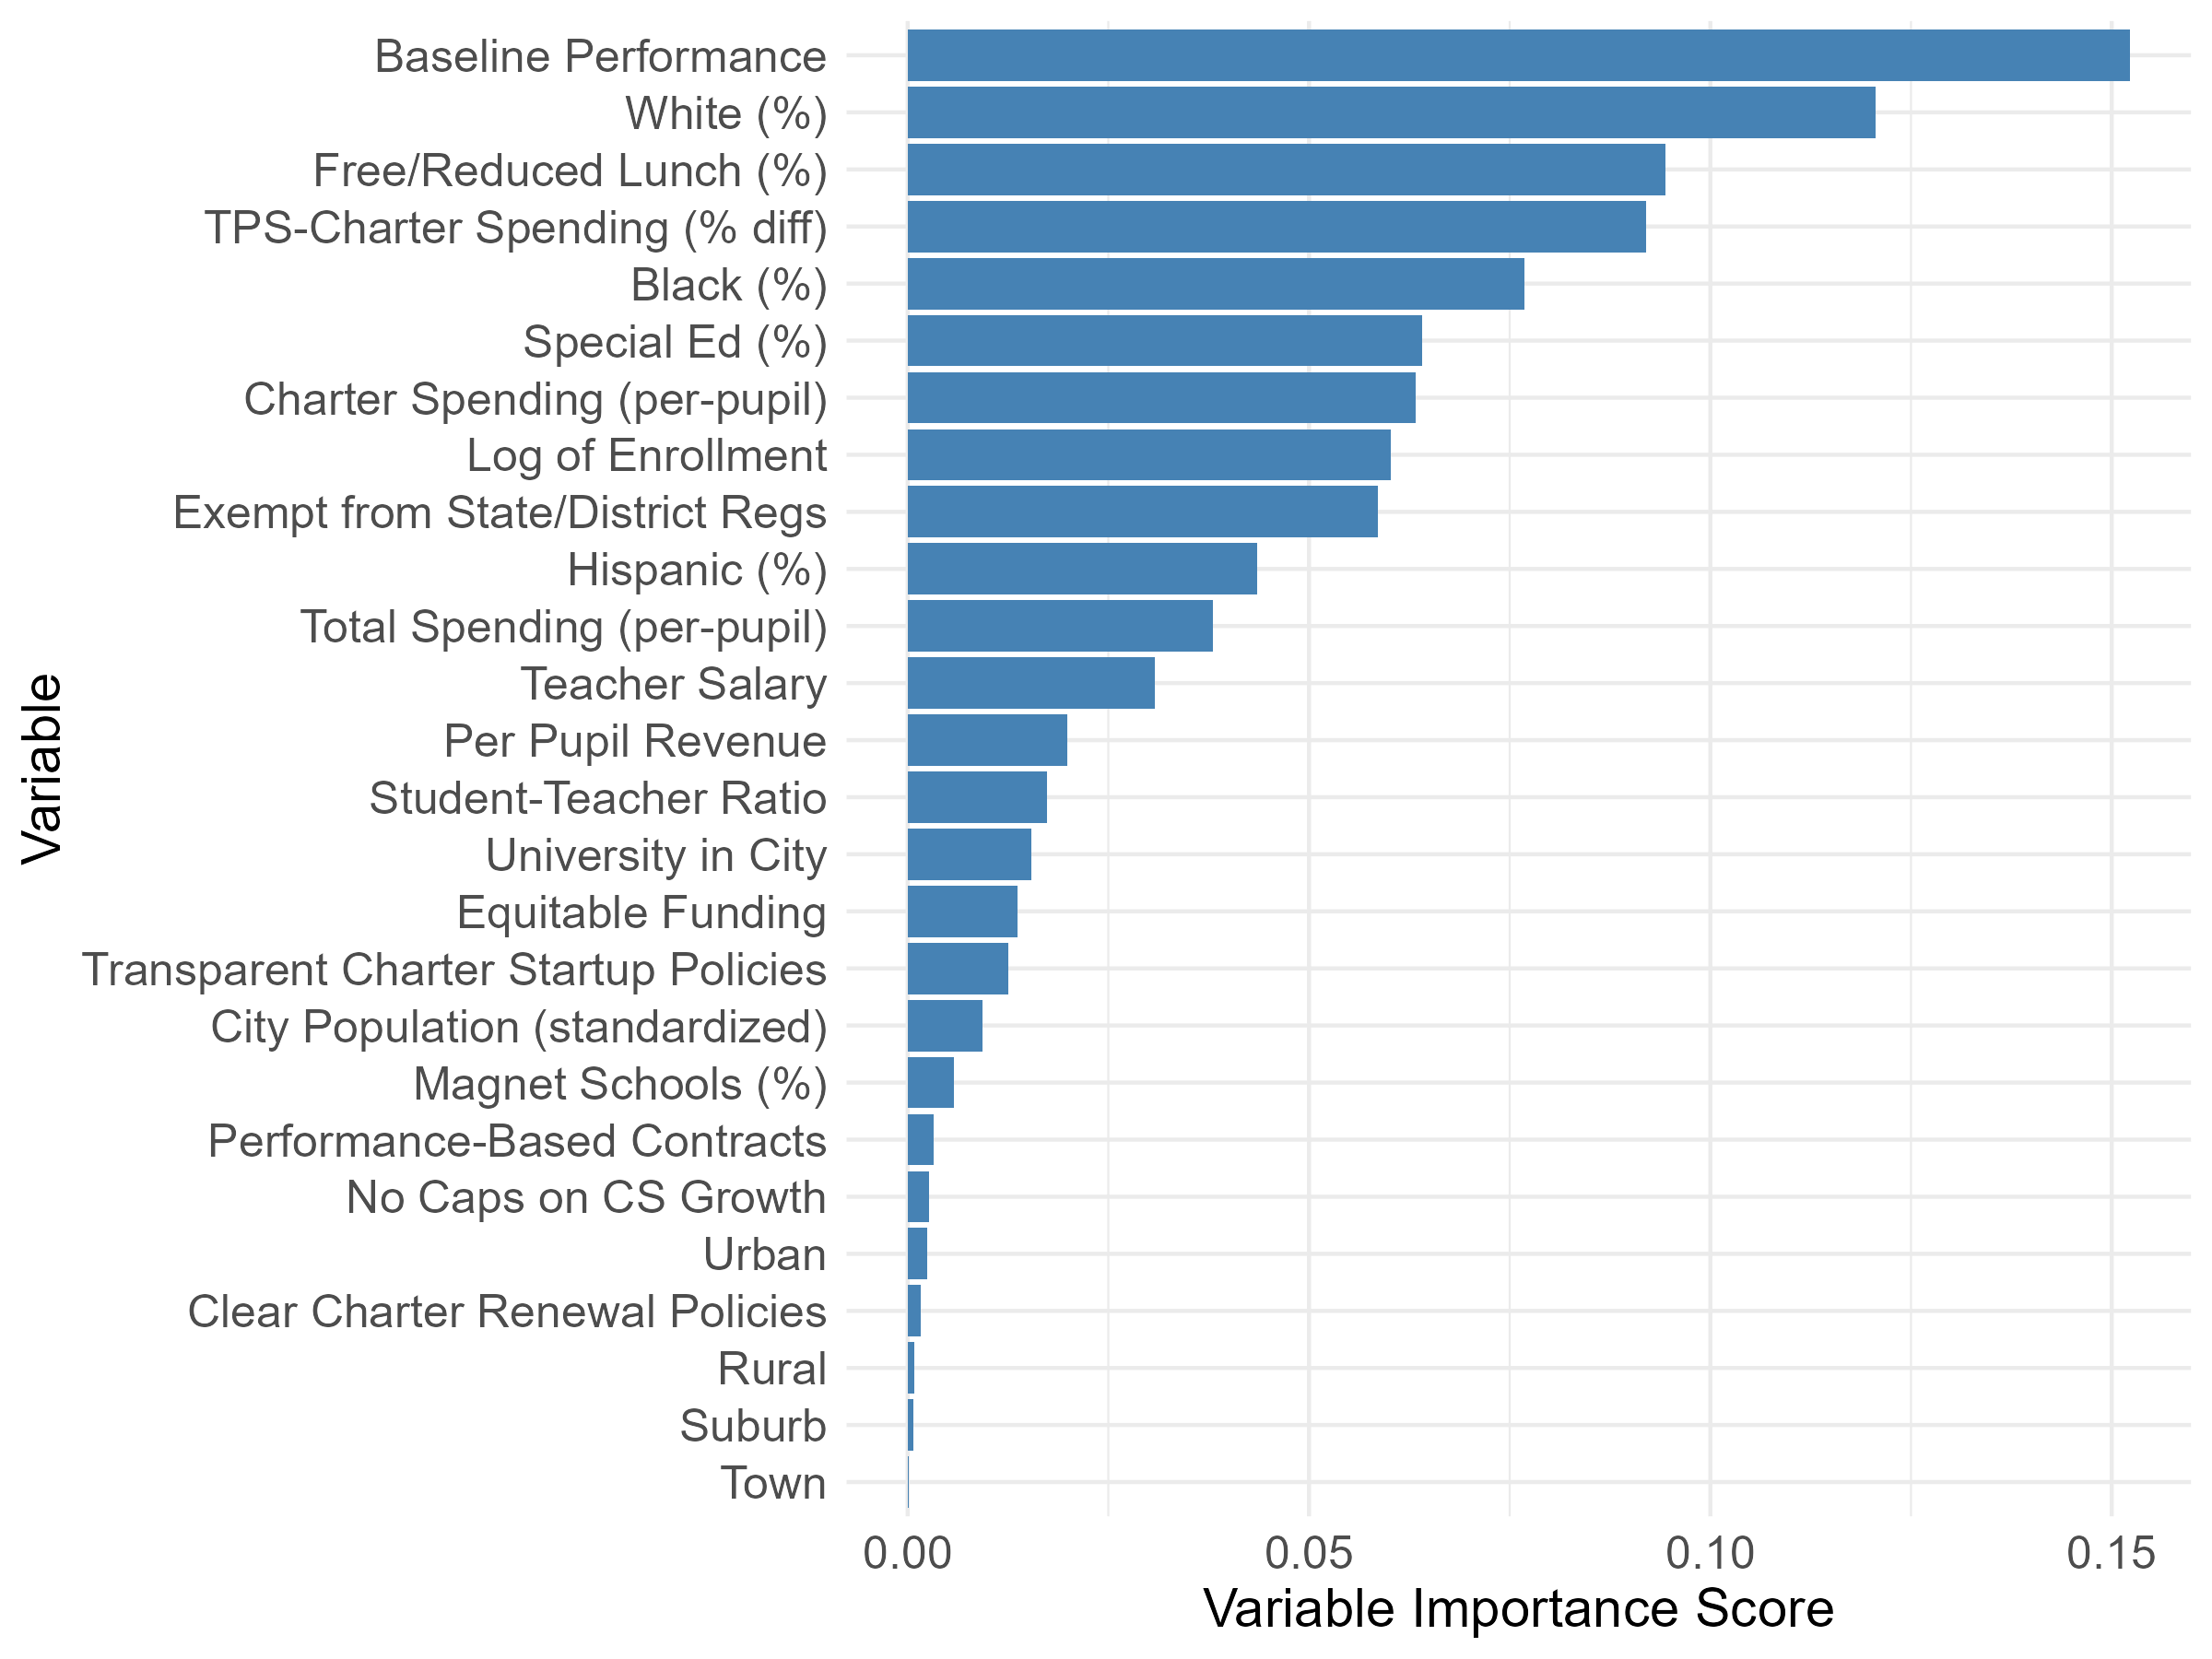 Baseline Performance
White (%)
Free/Reduced Lunch (%)
TPS-Charter Spending (% diff)
Black (%)
Special Ed (%)
Charter Spending (per-pupil)
Log of Enrollment
Exempt from State/District Regs
Hispanic (%)
Total Spending (per-pupil)
Teacher Salary
Per Pupil Revenue
Student-Teacher Ratio
University in City
Equitable Funding
Transparent Charter Startup Policies
City Population (standardized)
Magnet Schools (%)
Performance-Based Contracts
No Caps on CS Growth
Urban
Clear Charter Renewal Policies
Rural
Suburb
Town
Variable
0.00 0.05 0.10 0.15
Variable Importance Score